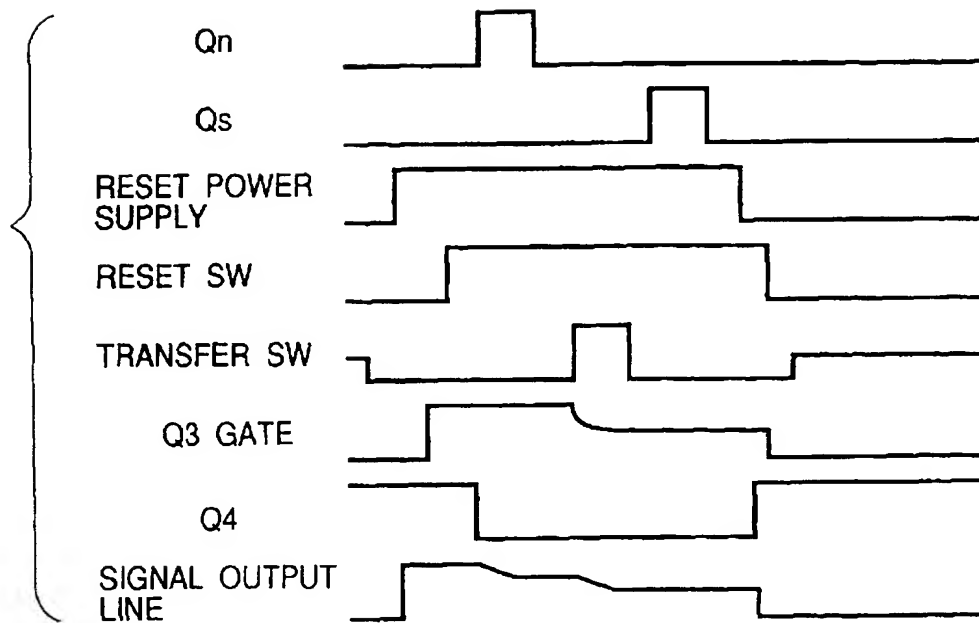 Qn
Qs
RESET POWER
SUPPLY
RESET SW
TRANSFER SW
Q3 GATE
Q4
SIGNAL OUTPUT
LINE